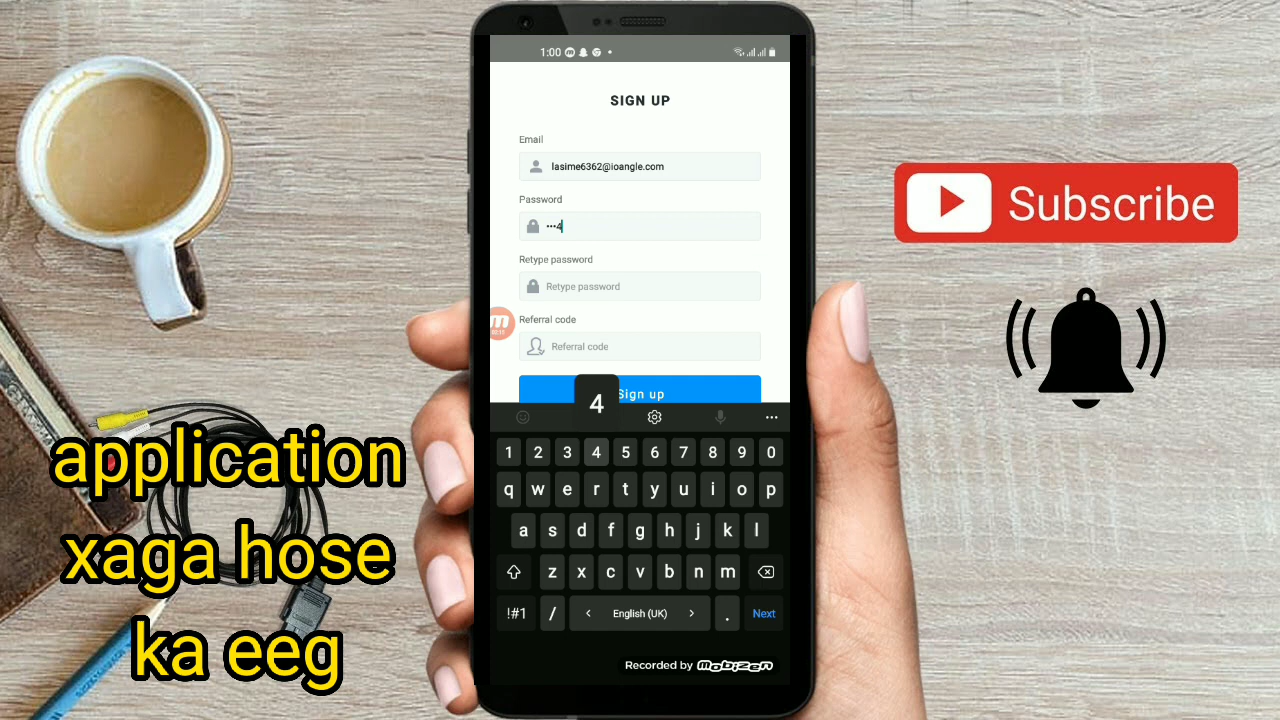 1:00
SIGN UP
Email
lasime6362@ioangle.com
Password
•••4
Retype password
Retype password
Referral code
Referral code
Sign up
4
1 2 3 4 5 6 7 8 9 0
q w e r t y u i o p
a s d f g h j k l
z x c v b n m
!#1 / < English (UK) > . Next
Recorded by mobizen
Subscribe
application
xaga hose
ka eeg